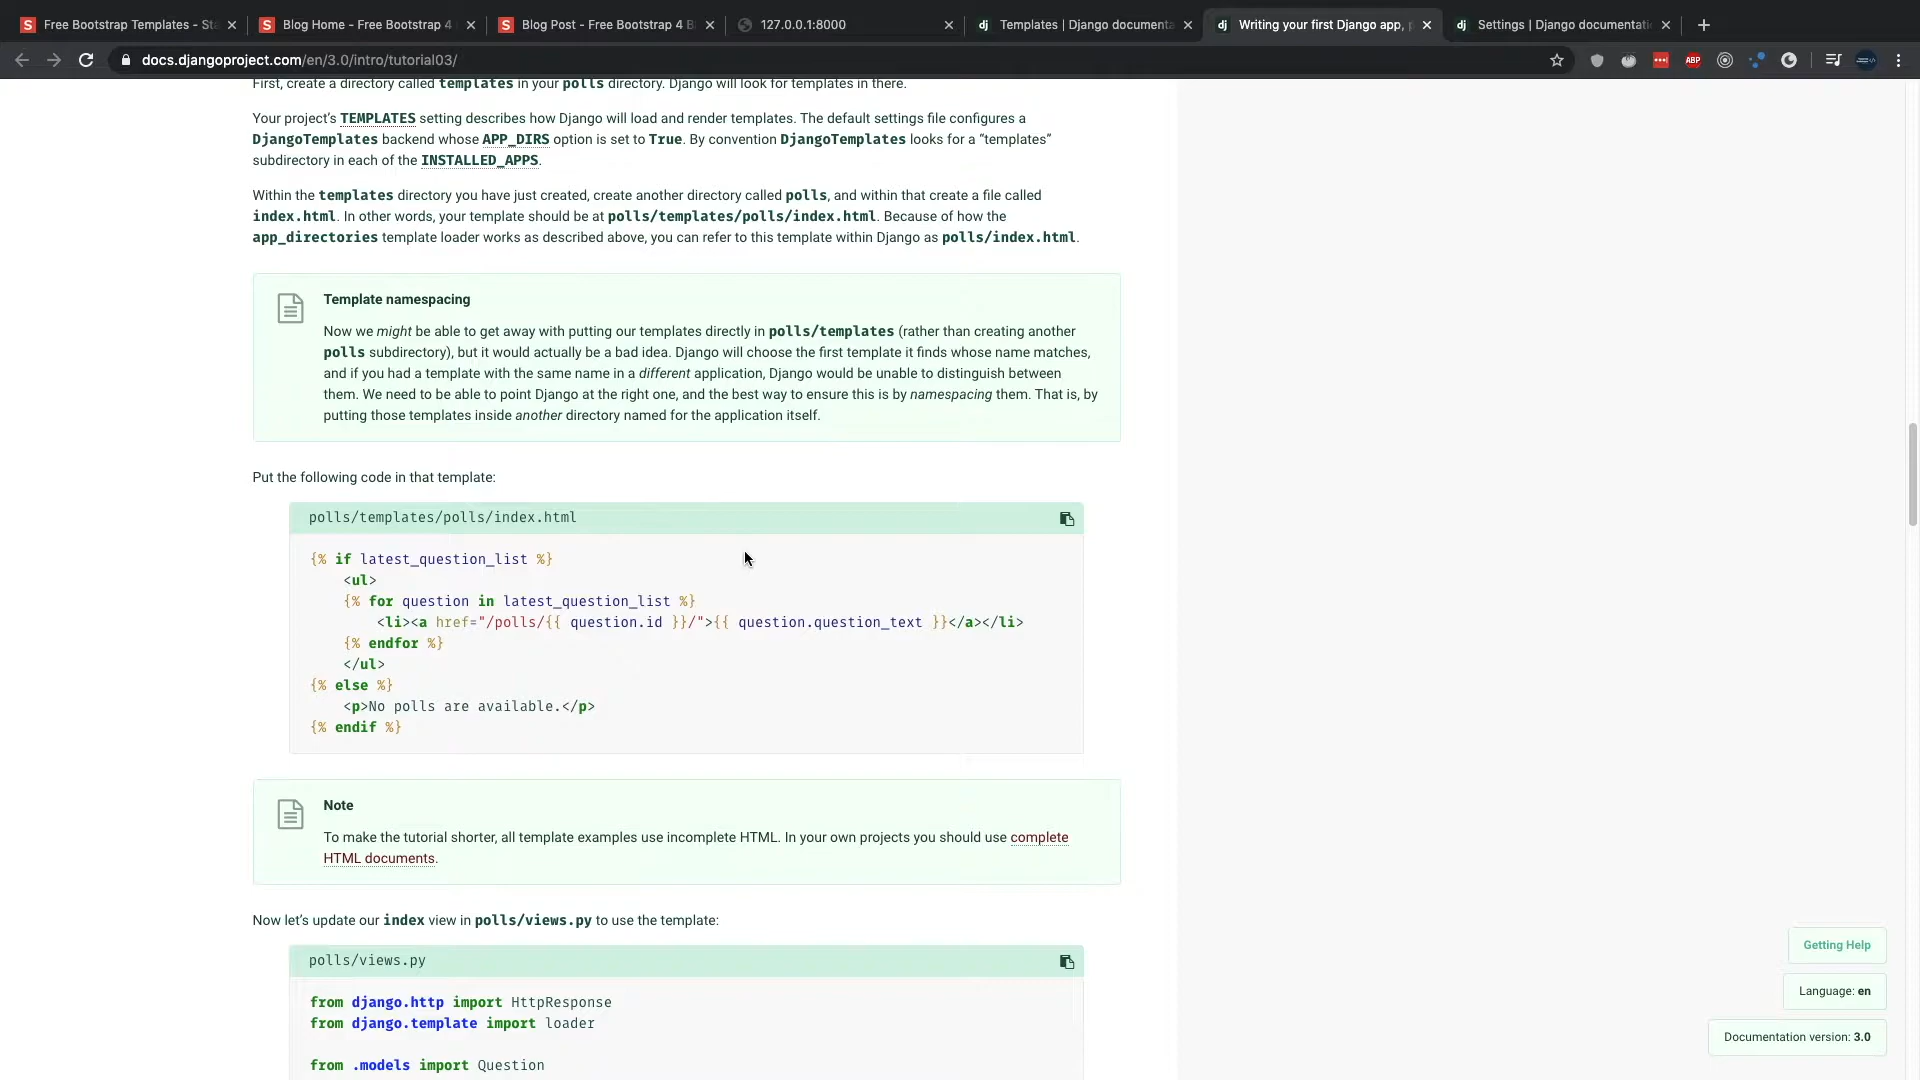 Free Bootstrap Templates - Sta
Blog Home - Free Bootstrap 4
Blog Post - Free Bootstrap 4 B
127.0.0.1:8000
Templates | Django documenta
Writing your first Django app, p
Settings | Django documentati
docs.djangoproject.com/en/3.0/intro/tutorial03/
ABP
First, create a directory called templates in your polls directory. Django will look for templates in there.
Your project's TEMPLATES setting describes how Django will load and render templates. The default settings file configures a
DjangoTemplates backend whose APP_DIRS option is set to True. By convention DjangoTemplates looks for a “templates”
subdirectory in each of the INSTALLED_APPS.
Within the templates directory you have just created, create another directory called polls, and within that create a file called
index.html. In other words, your template should be at polls/templates/polls/index.html. Because of how the
app_directories template loader works as described above, you can refer to this template within Django as polls/index.html.
Template namespacing
Now we might be able to get away with putting our templates directly in polls/templates (rather than creating another
polls subdirectory), but it would actually be a bad idea. Django will choose the first template it finds whose name matches,
and if you had a template with the same name in a different application, Django would be unable to distinguish between
them. We need to be able to point Django at the right one, and the best way to ensure this is by namespacing them. That is, by
putting those templates inside another directory named for the application itself.
Put the following code in that template:
polls/templates/polls/index.html
{% if latest_question_list %}
<ul>
{% for question in latest_question_list %}
<li><a href="/polls/{{ question.id }}/">{{ question.question_text }}</a></li>
{% endfor %}
</ul>
{% else %}
<p>No polls are available.</p>
{% endif %}
Note
To make the tutorial shorter, all template examples use incomplete HTML. In your own projects you should use complete
HTML documents.
Now let's update our index view in polls/views.py to use the template:
polls/views.py
from django.http import HttpResponse
from django.template import loader
from .models import Question
Getting Help
Language: en
Documentation version: 3.0